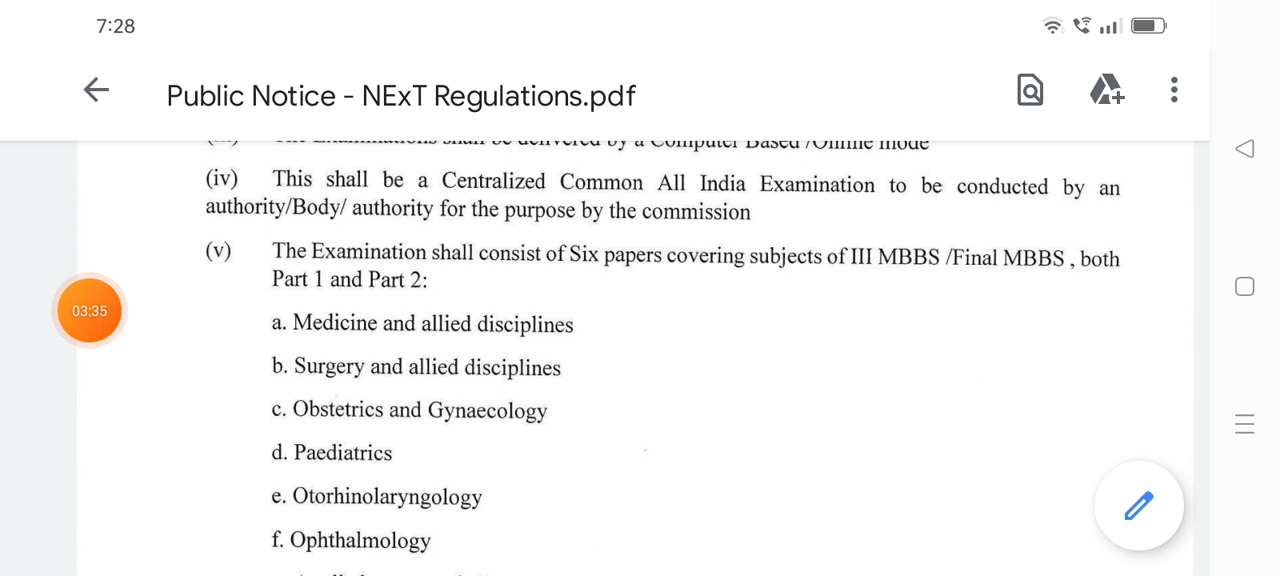 7:28
Public Notice - NExT Regulations.pdf
(iv) This shall be a Centralized Common All India Examination to be conducted by an
authority/Body/ authority for the purpose by the commission
(v) The Examination shall consist of Six papers covering subjects of III MBBS /Final MBBS , both
Part 1 and Part 2:
03:35
a. Medicine and allied disciplines
b. Surgery and allied disciplines
c. Obstetrics and Gynaecology
d. Paediatrics
e. Otorhinolaryngology
f. Ophthalmology